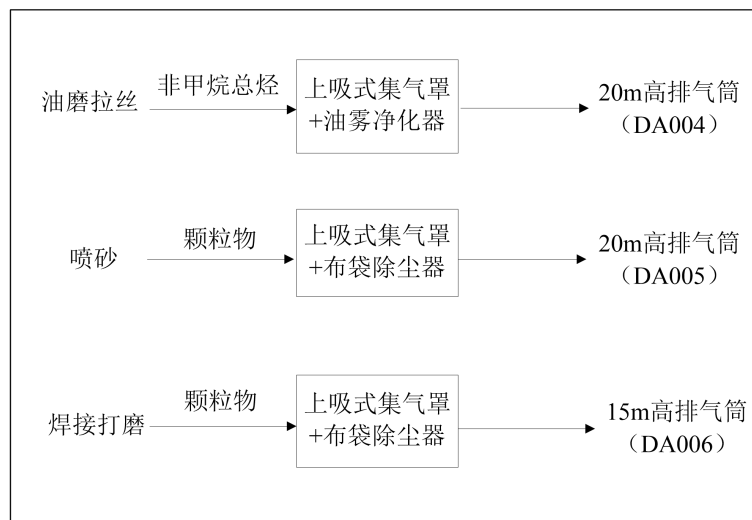 油磨拉丝
非甲烷总烃
上吸式集气罩
+油雾净化器
20m高排气筒
（DA004）
喷砂
颗粒物
上吸式集气罩
+布袋除尘器
20m高排气筒
（DA005）
焊接打磨
颗粒物
上吸式集气罩
+布袋除尘器
15m高排气筒
（DA006）